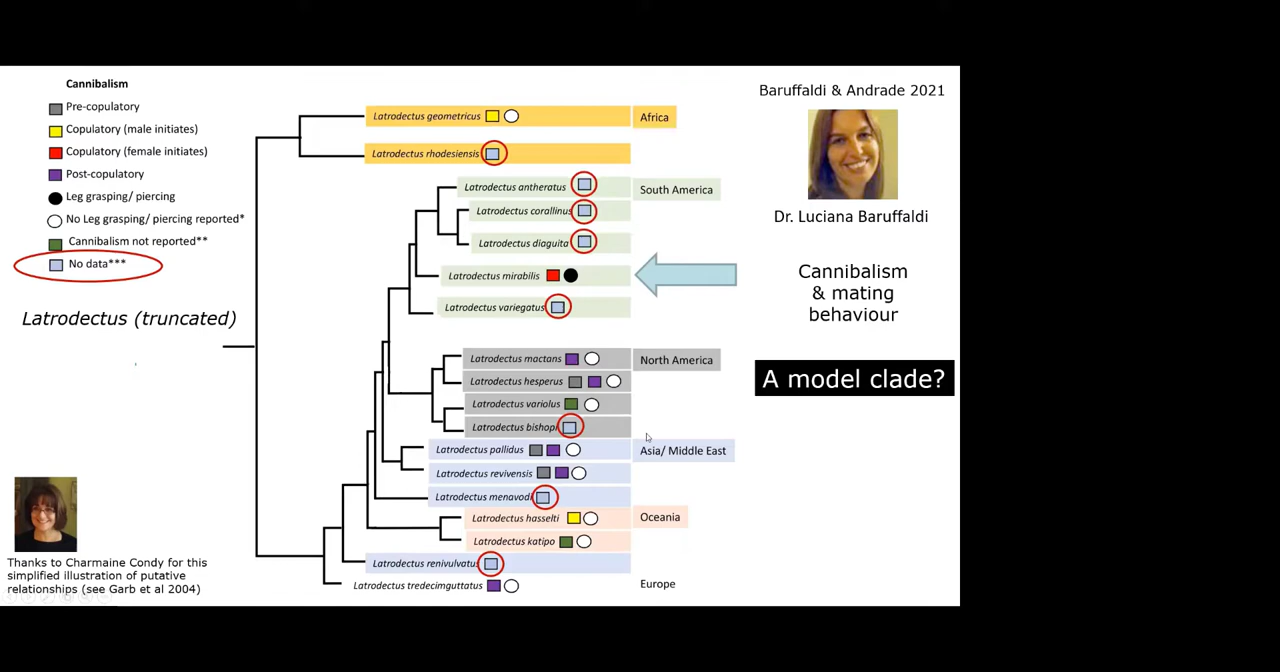 Cannibalism
Pre-copulatory
Copulatory (male initiates)
Copulatory (female initiates)
Post-copulatory
Leg grasping/ piercing
No Leg grasping/ piercing reported*
Cannibalism not reported**
No data***
Latrodectus (truncated)
Latrodectus geometricus
Africa
Latrodectus rhodesiensis
Latrodectus antheratus
South America
Latrodectus corallinus
Latrodectus diaguita
Latrodectus mirabilis
Latrodectus variegatus
Latrodectus mactans
North America
Latrodectus hesperus
Latrodectus variolus
Latrodectus bishopi
Latrodectus pallidus
Asia/ Middle East
Latrodectus revivensis
Latrodectus menavodi
Latrodectus hasselti
Oceania
Latrodectus katipo
Latrodectus renivulvatus
Latrodectus tredecimguttatus
Europe
Baruffaldi & Andrade 2021
Dr. Luciana Baruffaldi
Cannibalism
& mating
behaviour
A model clade?
Thanks to Charmaine Condy for this
simplified illustration of putative
relationships (see Garb et al 2004)